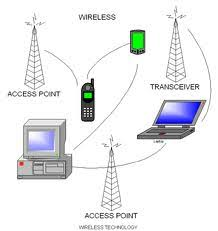 WIRELESS
ACCESS POINT
TRANSCEIVER
ACCESS POINT
WIRELESS TECHNOLOGY